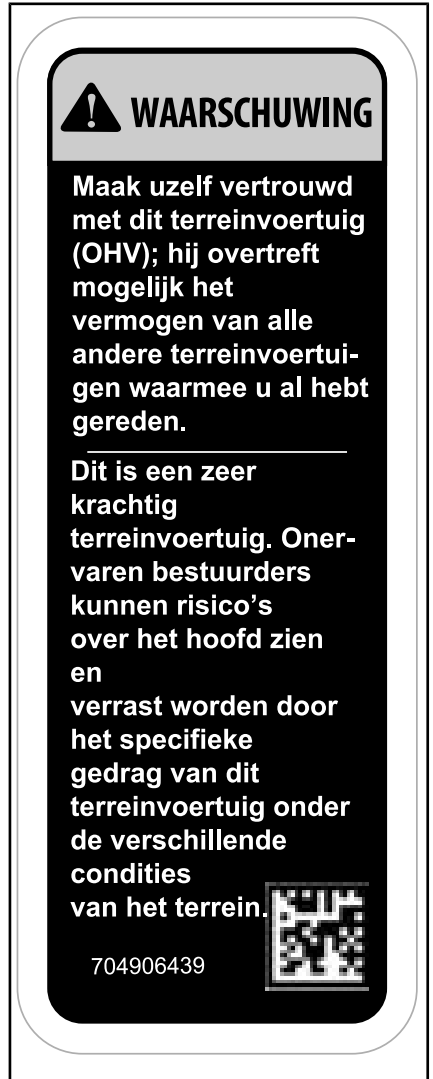 WAARSCHUWING
Maak uzelf vertrouwd
met dit terreinvoertuig
(OHV); hij overtreft
mogelijk het
vermogen van alle
andere terreinvoertui-
gen waarmee u al hebt
gereden.
Dit is een zeer
krachtig
terreinvoertuig. Oner-
varen bestuurders
kunnen risico's
over het hoofd zien
en
verrast worden door
het specifieke
gedrag van dit
terreinvoertuig onder
de verschillende
condities
van het terrein.
704906439